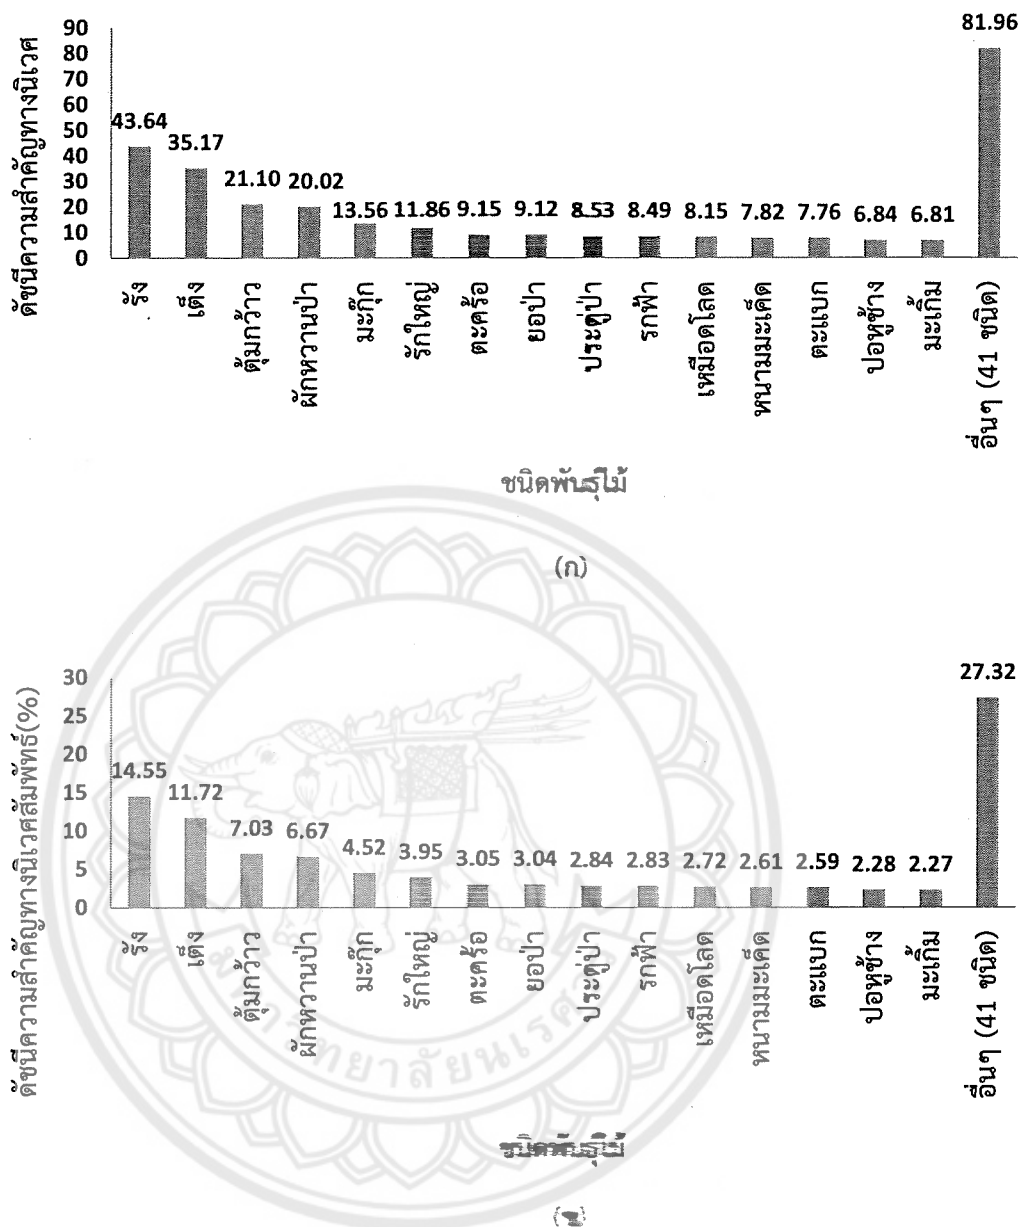 ดัชนีความสำคัญทางนิเวศ
90
80
70
60
50
40
30
20
10
0
43.64
35.17
21.10
20.02
13.56
11.86
9.15
9.12
8.53
8.49
8.15
7.82
7.76
6.84
6.81
81.96
รัง
เต็ง
ตุ้มกว้าว
ผักหวานป่า
มะกุ๊ก
รักใหญ่
ตะคร้อ
ยอป่า
ประดู่ป่า
รกฟ้า
เหมือดโลด
หนามมะเค็ด
ตะแบก
ปอหูช้าง
มะเกิ้ม
อื่นๆ (41 ชนิด)
ชนิดพันธุ์ไม้
(ก)
ดัชนีความสำคัญทางนิเวศสัมพัทธ์(%)
30
25
20
15
10
5
0
14.55
11.72
7.03
6.67
4.52
3.95
3.05
3.04
2.84
2.83
2.72
2.61
2.59
2.28
2.27
27.32
รัง
เต็ง
ตุ้มกว้าว
ผักหวานป่า
มะกุ๊ก
รักใหญ่
ตะคร้อ
ยอป่า
ประดู่ป่า
รกฟ้า
เหมือดโลด
หนามมะเค็ด
ตะแบก
ปอหูช้าง
มะเกิ้ม
อื่นๆ (41 ชนิด)
ชนิดพันธุ์ไม้